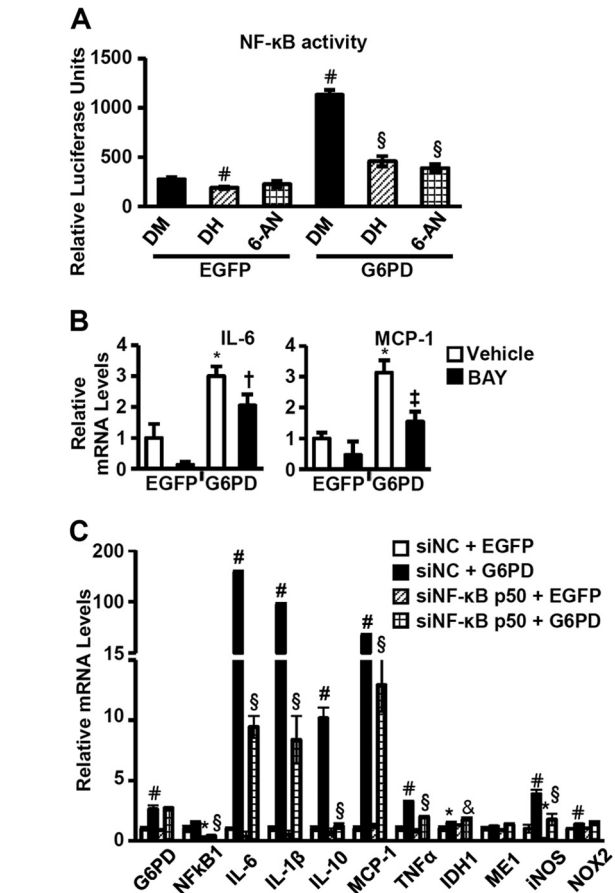 A
NF-κB activity
Relative Luciferase Units
1500
1000
500
0
#
#
§
§
DM
DH
6-AN
DM
DH
6-AN
EGFP
G6PD
B
IL-6
MCP-1
Relative
mRNA Levels
4
3
2
1
0
*
†
EGFP
G6PD
4
3
2
1
0
*
‡
EGFP
G6PD
Vehicle
BAY
C
siNC + EGFP
siNC + G6PD
siNF-κB p50 + EGFP
siNF-κB p50 + G6PD
Relative mRNA Levels
200
100
15
10
5
0
#
* §
# §
# §
# §
# §
# §
* &
# * §
#
G6PD
NFκB1
IL-6
IL-1β
IL-10
MCP-1
TNFα
IDH1
ME1
iNOS
NOX2